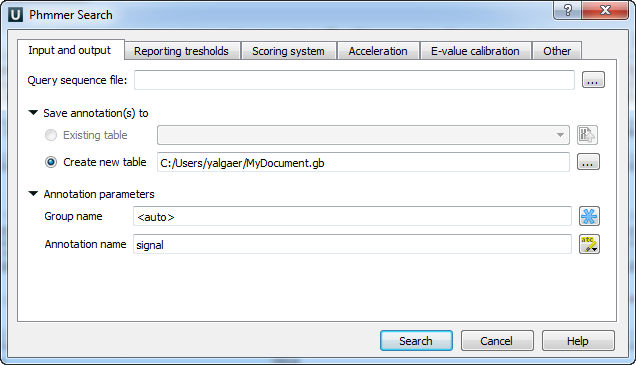 U Phmmer Search ?
Input and output Reporting tresholds Scoring system Acceleration E-value calibration Other
Query sequence file: ...
Save annotation(s) to
Existing table
Create new table C:/Users/yalgaer/MyDocument.gb ...
Annotation parameters
Group name <auto>
Annotation name signal
Search Cancel Help